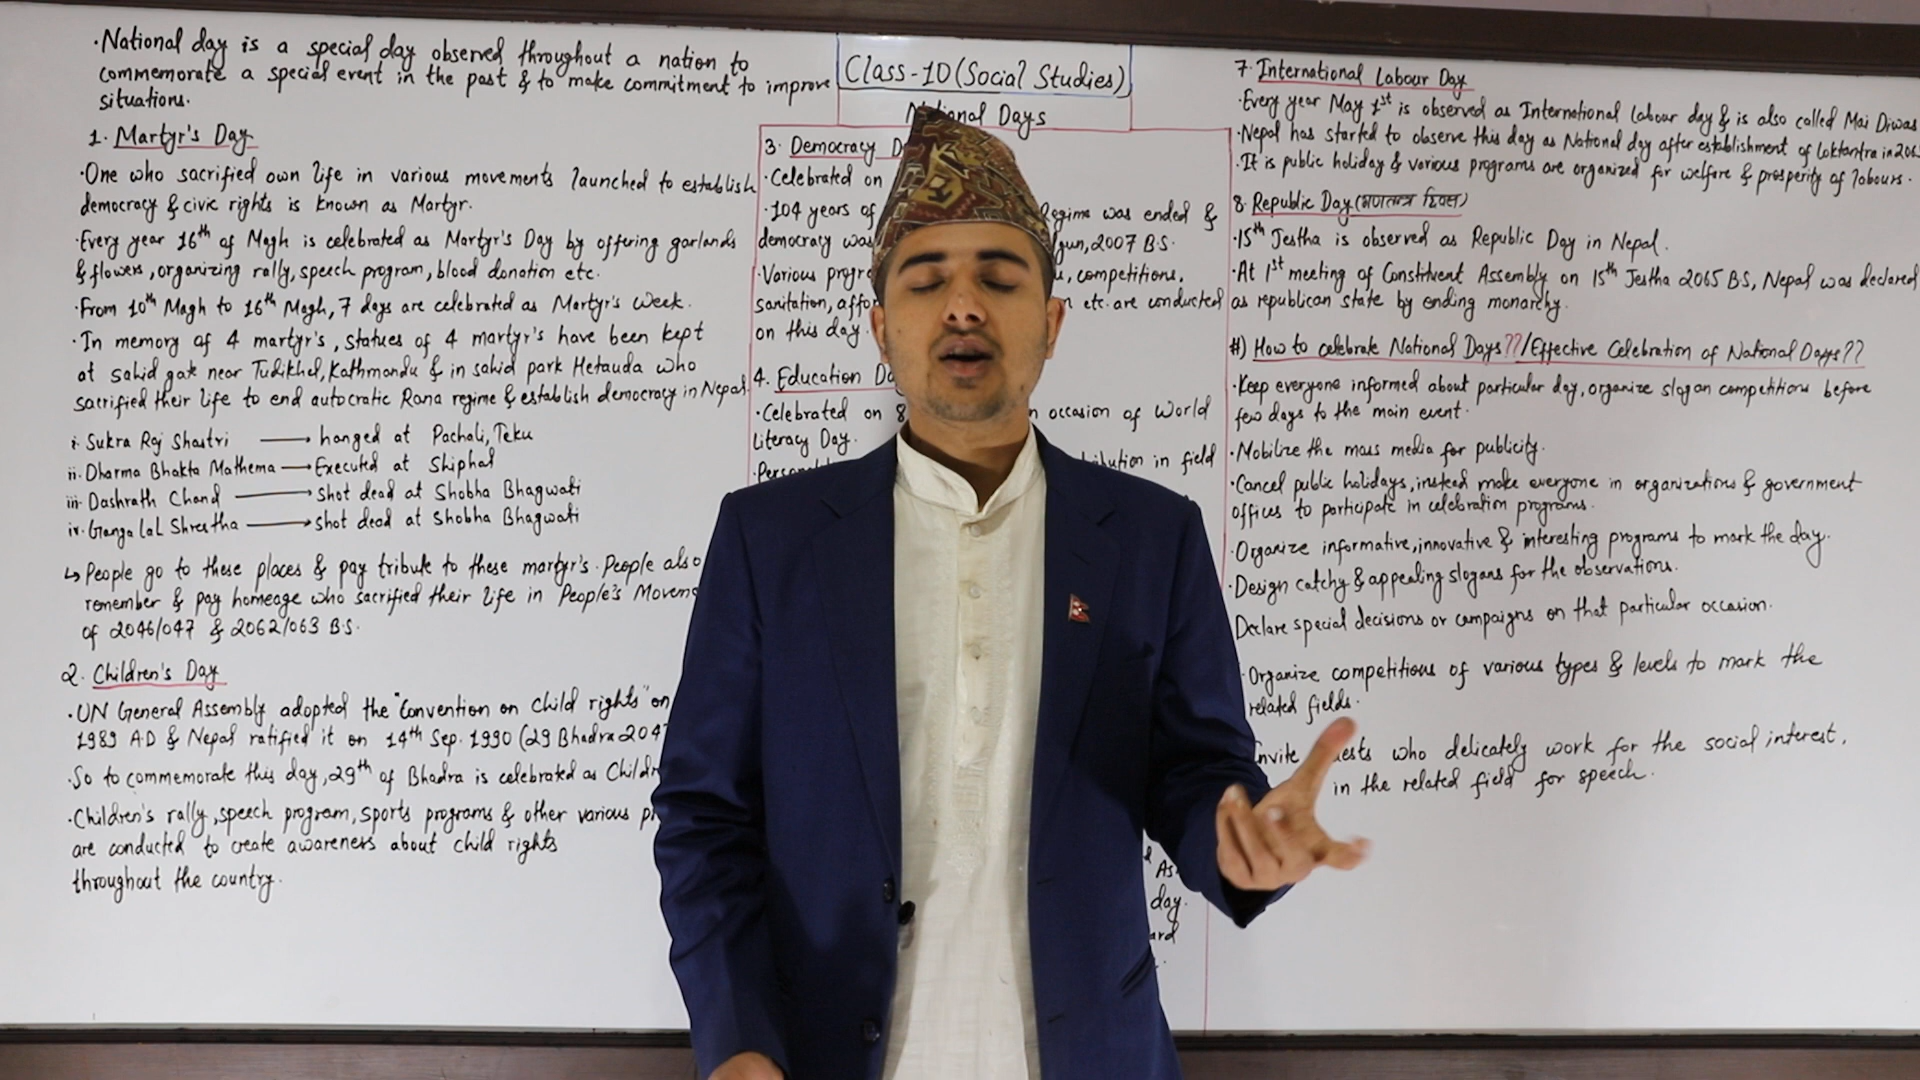 ·National day is a special day observed throughout a nation to
commemorate a special event in the past & to make commitment to improve
situations.
1. Martyr's Day
·One who sacrified own life in various movements launched to establish
democracy & civic rights is known as Martyr.
·Every year 16th of Magh is celebrated as Martyr's Day by offering garlands
& flowers, organizing rally, speech program, blood donation etc.
·From 10th Magh to 16th Magh, 7 days are celebrated as Martyr's week.
·In memory of 4 martyr's, statues of 4 martyr's have been kept
at sahid gate near Tudikhel, Kathmandu & in sahid park Hetauda who
sacrified their life to end autocratic Rana regime & establish democracy in Nepal.
i. Sukra Raj Shastri → hanged at Pachali, Teku
ii. Dharma Bhakta Mathema → Executed at Shiphal
iii. Dashrath Chand → shot dead at Shobha Bhagwati
iv. Ganga Lal Shrestha → shot dead at Shobha Bhagwati
↳ People go to these places & pay tribute to these martyr's. People also
remember & pay homeage who sacrified their life in People's
of 2046/047 & 2062/063 B.S.
2. Children's Day
·UN General Assembly adopted the "Convention on child rights" on
1989 A.D & Nepal ratified it on 14th Sep. 1990 (29 Bhadra
·So to commemorate this day, 29th of Bhadra is celebrated as
·Children's rally, speech program, sports programs & other various
are conducted to create awareness about child rights
throughout the country.
Class-10 (Social Studies)
National Days
3. Democracy
·Celebrated on
·104 years of Regime was ended &
democracy was 2007 B.S.
·Various competitions,
sanitation, etc. are conducted
on this day.
4. Education
·Celebrated on 8 occasion of World
Literacy Day.
in field
day.
7. International Labour Day
·Every year May 1st is observed as International labour day & is also called Mai Diwas
·Nepal has started to observe this day as National day after establishment of loktantra in
·It is public holiday & various programs are organized for welfare & prosperity of labours.
8. Republic Day (गणतन्त्र दिवस)
·15th Jestha is observed as Republic Day in Nepal.
·At 1st meeting of Constituent Assembly on 15th Jestha 2065 B.S, Nepal was declared
as republican state by ending monarchy.
#) How to celebrate National Days??/Effective Celebration of National Days??
·Keep everyone informed about particular day, organize slogan competitions before
few days to the main event.
·Mobilize the mass media for publicity.
·Cancel public holidays, instead make everyone in organizations & government
offices to participate in celebration programs.
·Organize informative, innovative & interesting programs to mark the day.
·Design catchy & appealing slogans for the observations.
Declare special decisions or campaigns on that particular occasion.
·Organize competitions of various types & levels to mark the
related fields.
Invite guests who delicately work for the social interest,
in the related field for speech.